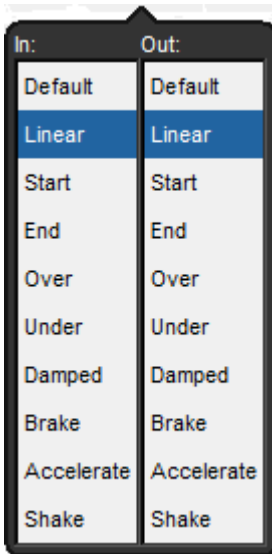 In: Out:
Default Default
Linear Linear
Start Start
End End
Over Over
Under Under
Damped Damped
Brake Brake
Accelerate Accelerate
Shake Shake